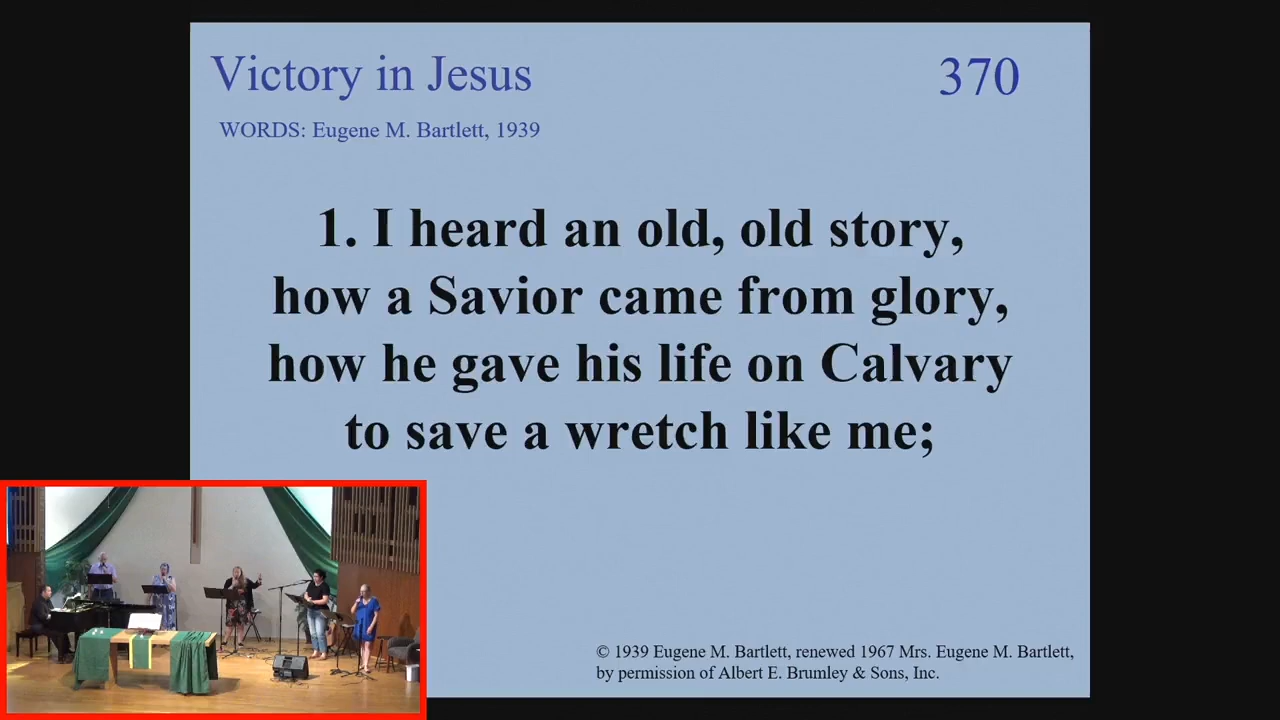 Victory in Jesus
370
WORDS: Eugene M. Bartlett, 1939
1. I heard an old, old story,
how a Savior came from glory,
how he gave his life on Calvary
to save a wretch like me;
© 1939 Eugene M. Bartlett, renewed 1967 Mrs. Eugene M. Bartlett,
by permission of Albert E. Brumley & Sons, Inc.